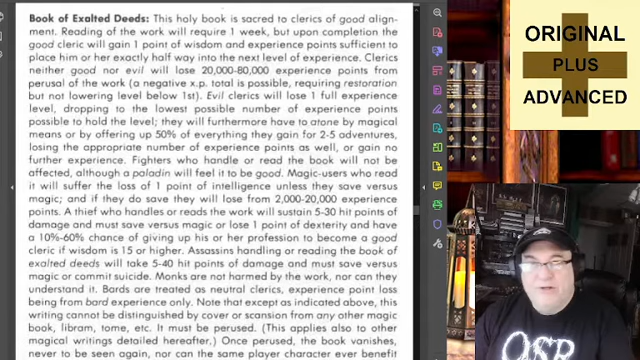 Book of Exalted Deeds: This holy book is sacred to clerics of good align-
ment. Reading of the work will require 1 week, but upon completion the
good cleric will gain 1 point of wisdom and experience points sufficient to
place him or her exactly half way into the next level of experience. Clerics
neither good nor evil will lose 20,000-80,000 experience points from
perusal of the work (a negative x.p. total is possible, requiring restoration
but not lowering level below 1st). Evil clerics will lose 1 full experience
level, dropping to the lowest possible number of experience points
possible to hold the level; they will furthermore have to atone by magical
means or by offering up 50% of everything they gain for 2-5 adventures,
losing the appropriate number of experience points as well, or gain no
further experience. Fighters who handle or read the book will not be
affected, although a paladin will feel it to be good. Magic-users who read
it will suffer the loss of 1 point of intelligence unless they save versus
magic; and if they do save they will lose from 2,000-20,000 experience
points. A thief who handles or reads the work will sustain 5-30 hit points of
damage and must save versus magic or lose 1 point of dexterity and have
a 10%-60% chance of giving up his or her profession to become a good
cleric if wisdom is 15 or higher. Assassins handling or reading the book of
exalted deeds will take 5-40 hit points of damage and must save versus
magic or commit suicide. Monks are not harmed by the work, nor can they
understand it. Bards are treated as neutral clerics, experience point loss
being from bard experience only. Note that except as indicated above, this
writing cannot be distinguished by cover or scansion from any other magic
book, libram, tome, etc. It must be perused. (This applies also to other
magical writings detailed hereafter.) Once perused, the book vanishes,
never to be seen again, nor can the same player character ever benefit
ORIGINAL
PLUS
ADVANCED
OSR